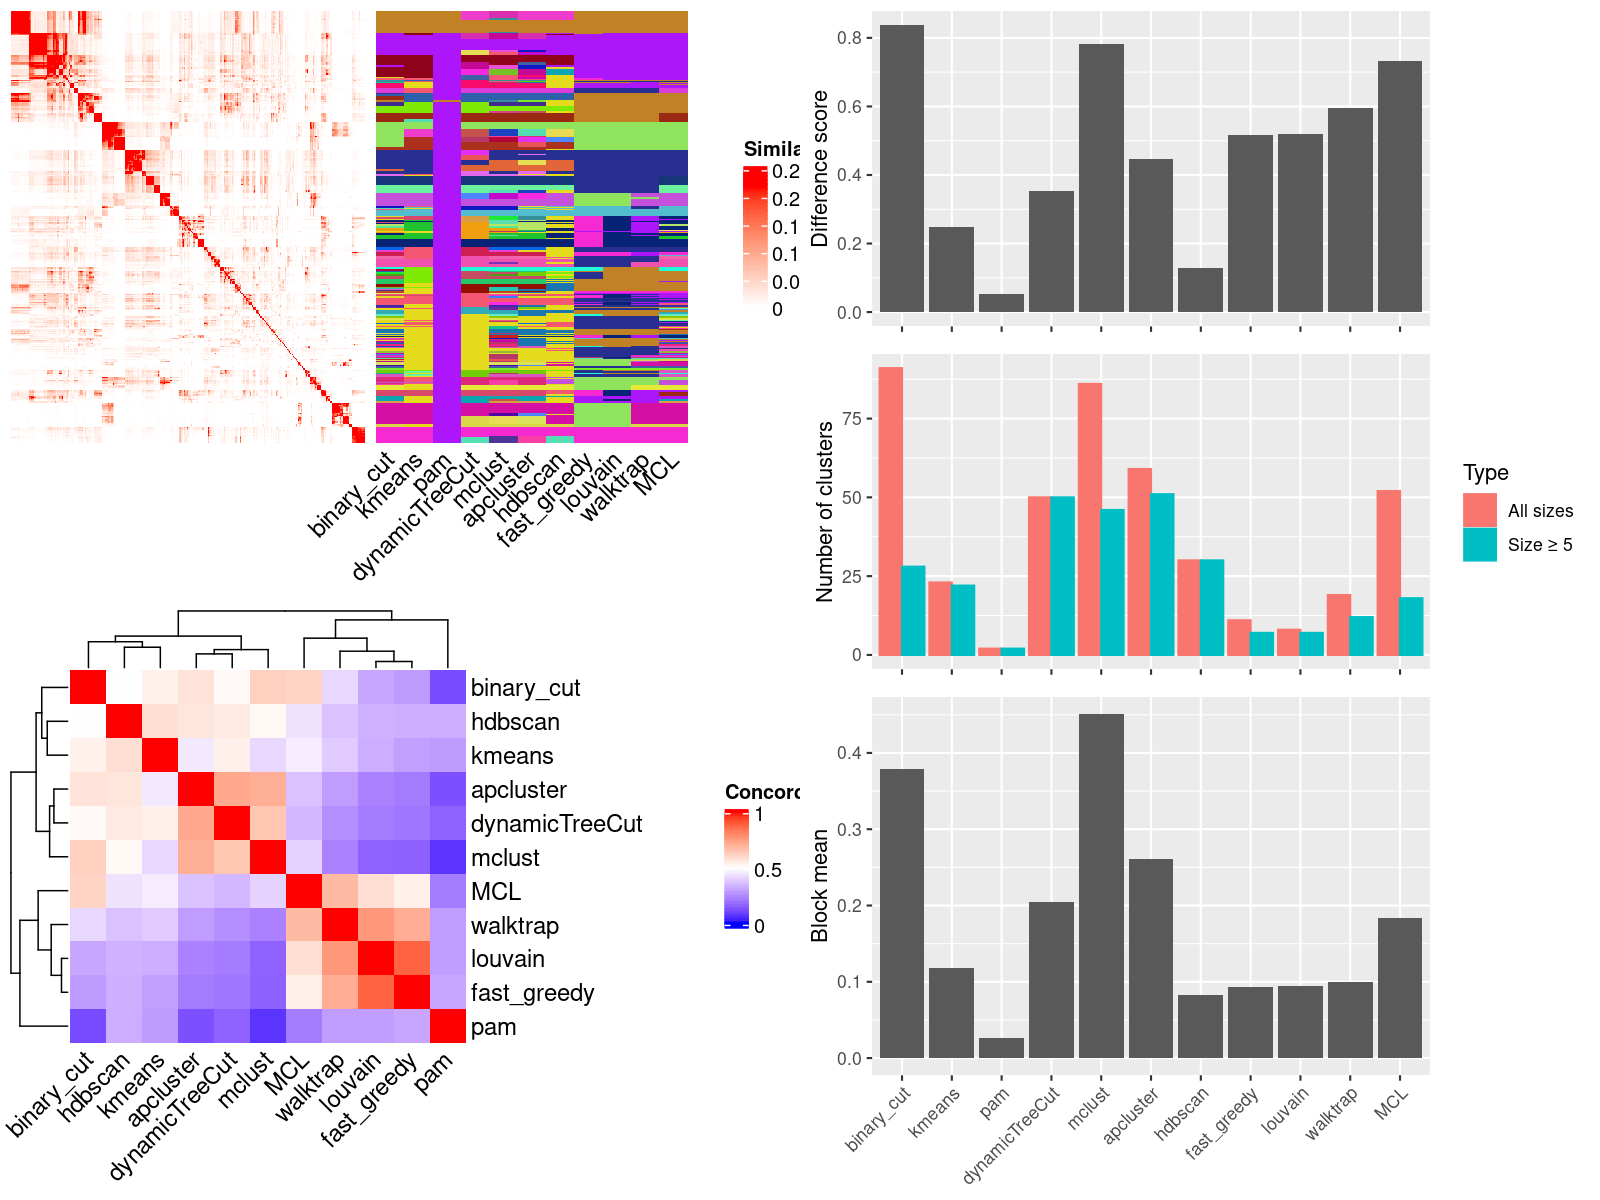 Simila
0.2
0.2
0.1
0.1
0.0
0
binary_cut
kmeans
pam
dynamicTreeCut
mclust
apcluster
hdbscan
fast_greedy
louvain
walktrap
MCL
binary_cut
hdbscan
kmeans
apcluster
dynamicTreeCut
mclust
MCL
walktrap
louvain
fast_greedy
pam
binary_cut
hdbscan
kmeans
apcluster
dynamicTreeCut
mclust
MCL
walktrap
louvain
fast_greedy
pam
Concord
1
0.5
0
Difference score
0.8
0.6
0.4
0.2
0.0
Number of clusters
75
50
25
0
Type
All sizes
Size ≥ 5
Block mean
0.4
0.3
0.2
0.1
0.0
binary_cut
kmeans
pam
dynamicTreeCut
mclust
apcluster
hdbscan
fast_greedy
louvain
walktrap
MCL